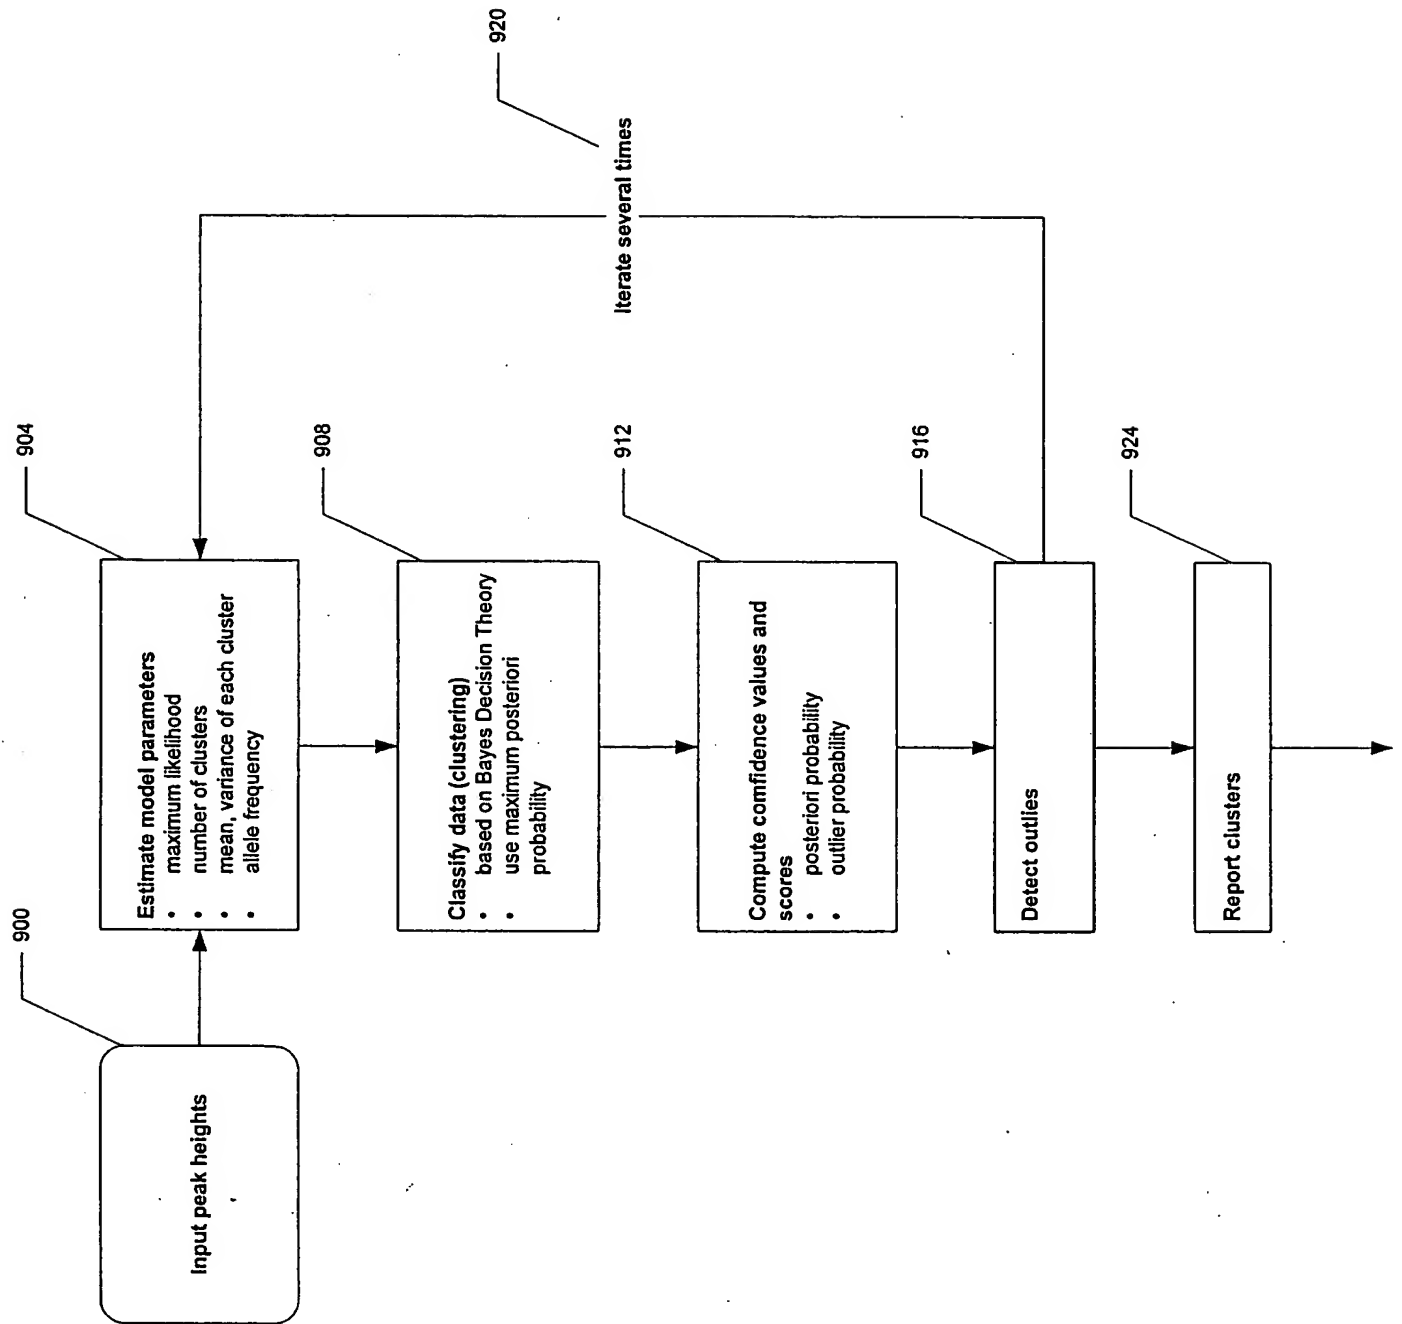 900
Input peak heights
904
Estimate model parameters
• maximum likelihood
• number of clusters
• mean, variance of each cluster
• allele frequency
908
Classify data (clustering)
• based on Bayes Decision Theory
• use maximum posteriori
probability
912
Compute comfidence values and
scores
• posteriori probability
• outlier probability
916
Detect outlies
920
Iterate several times
924
Report clusters